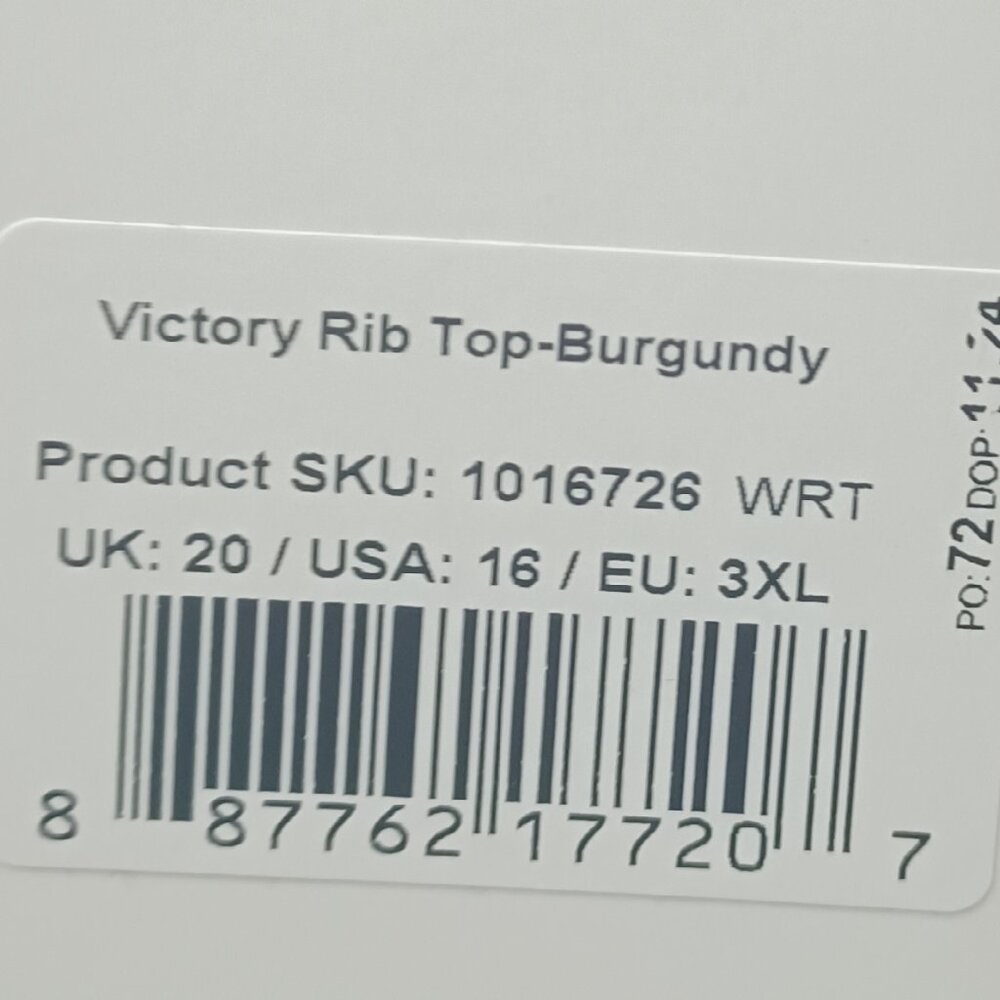 Victory Rib Top-Burgundy
Product SKU: 1016726 WRT
UK: 20 / USA: 16 / EU: 3XL
8 87762 17720 7
PO:72 DOP: